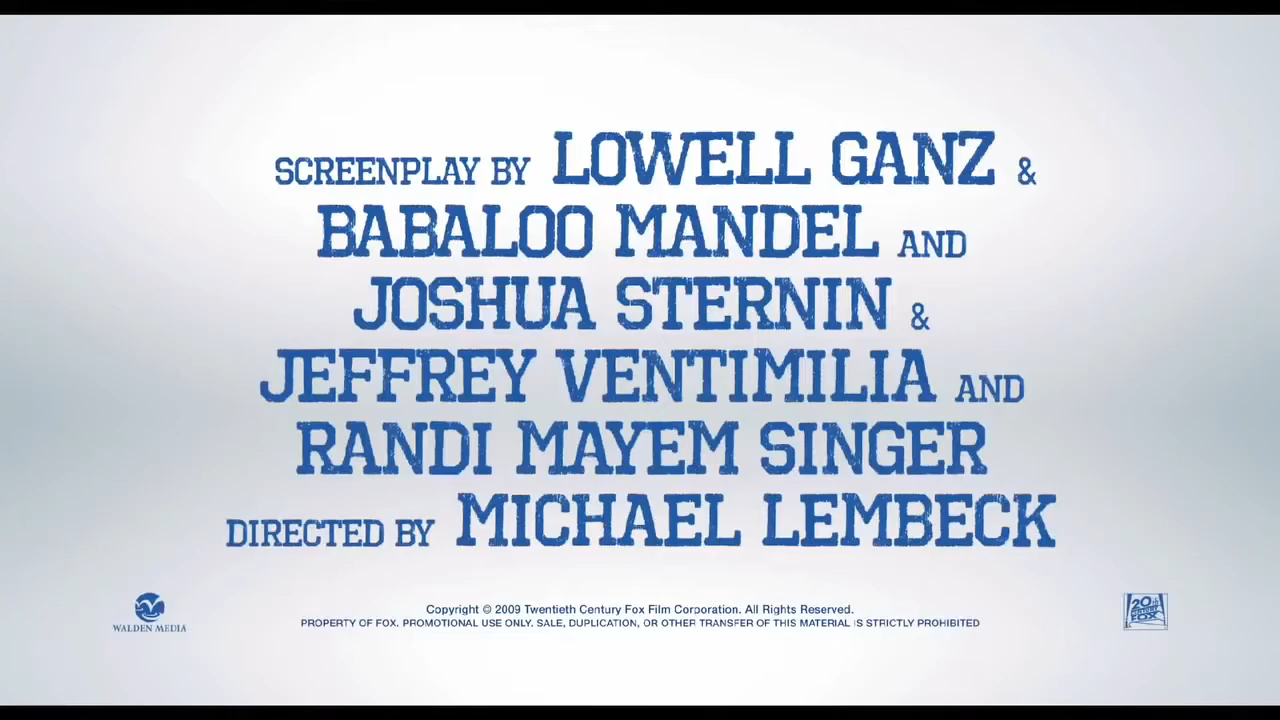 SCREENPLAY BY LOWELL GANZ &
BABALOO MANDEL AND
JOSHUA STERNIN &
JEFFREY VENTIMILIA AND
RANDI MAYEM SINGER
DIRECTED BY MICHAEL LEMBECK
Copyright © 2009 Twentieth Century Fox Film Corporation. All Rights Reserved.
PROPERTY OF FOX. PROMOTIONAL USE ONLY. SALE, DUPLICATION, OR OTHER TRANSFER OF THIS MATERIAL IS STRICTLY PROHIBITED
WALDEN MEDIA
20th
CENTURY
FOX